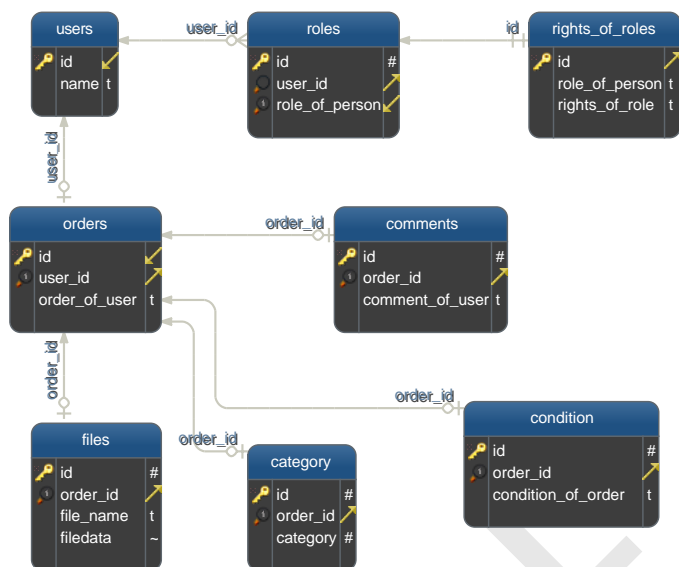 users
id
name t
user_id
roles
id #
user_id
role_of_person
id
rights_of_roles
id
role_of_person t
rights_of_role t
user_id
orders
id
user_id
order_of_user t
order_id
comments
id #
order_id
comment_of_user t
order_id
files
id #
order_id
file_name t
filedata ~
order_id
category
id #
order_id
category #
order_id
condition
id #
order_id
condition_of_order t